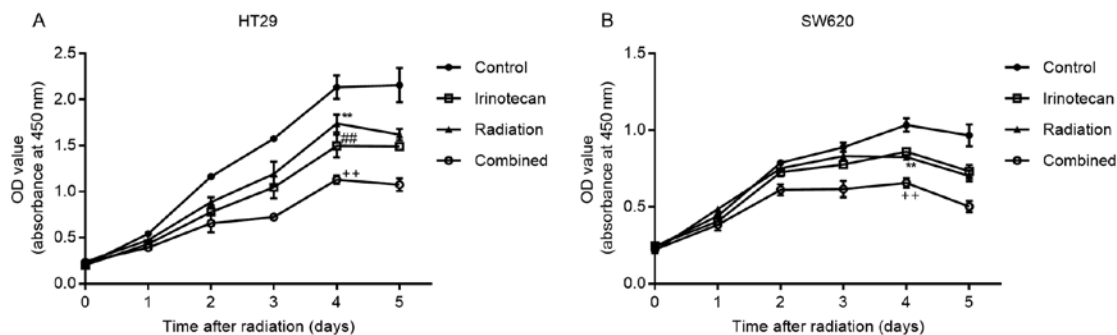 A
HT29
OD value
(absorbance at 450 nm)
2.5
2.0
1.5
1.0
0.5
0.0
**
##
++
0 1 2 3 4 5
Time after radiation (days)
Control
Irinotecan
Radiation
Combined
B
SW620
OD value
(absorbance at 450 nm)
1.5
1.0
0.5
0.0
**
++
0 1 2 3 4 5
Time after radiation (days)
Control
Irinotecan
Radiation
Combined